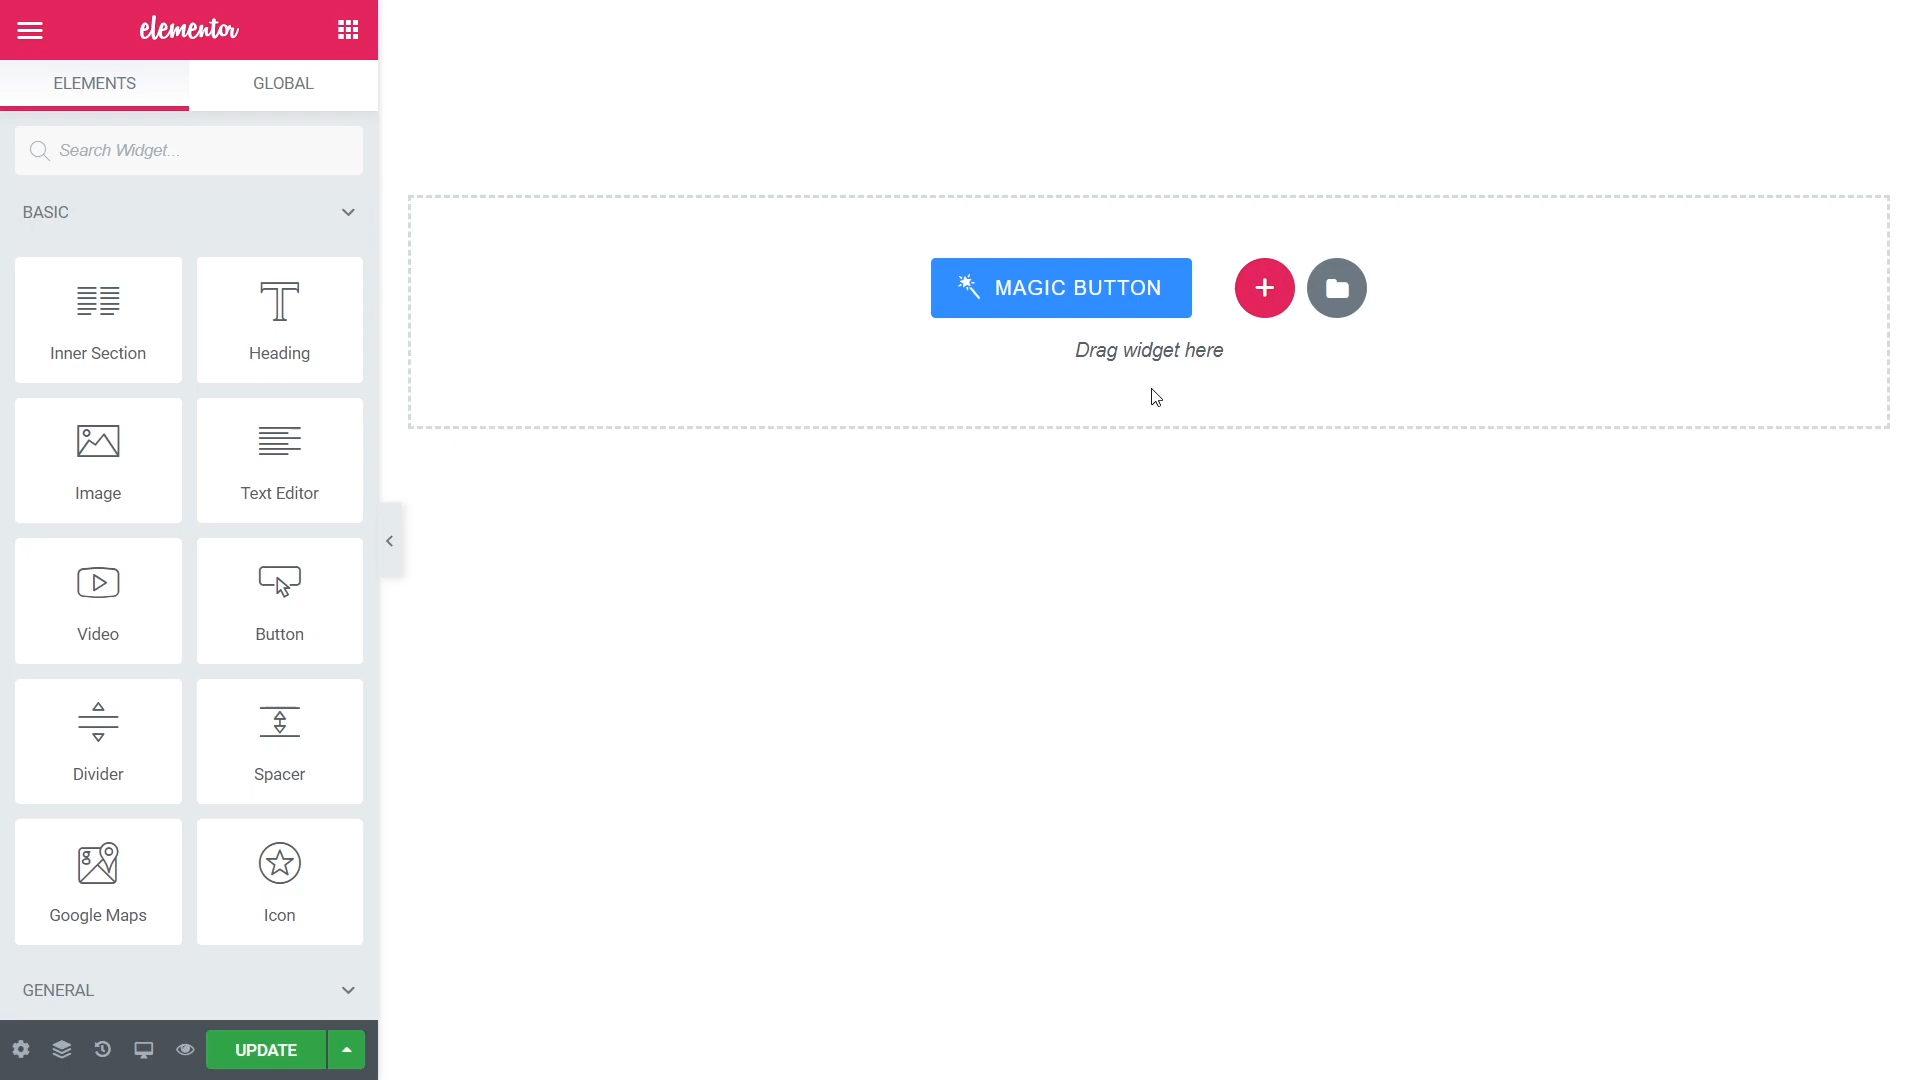 elementor
ELEMENTS GLOBAL
Search Widget...
BASIC
Inner Section Heading
Image Text Editor
Video Button
Divider Spacer
Google Maps Icon
GENERAL
UPDATE
MAGIC BUTTON
Drag widget here